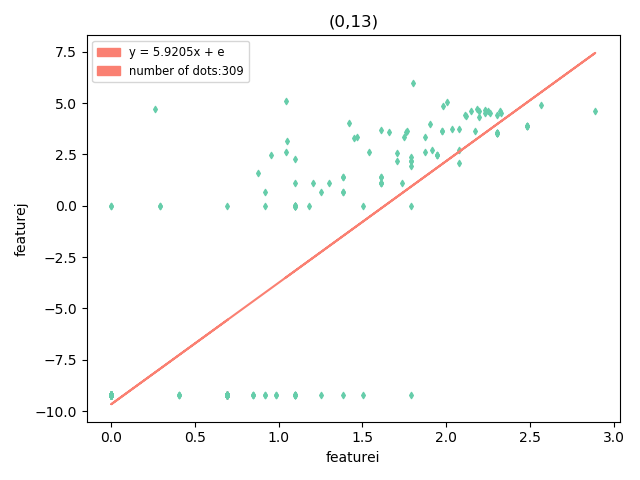 (0,13)
y = 5.9205x + e
number of dots:309
7.5
5.0
2.5
0.0
−2.5
−5.0
−7.5
−10.0
featurej
0.0 0.5 1.0 1.5 2.0 2.5 3.0
featurei